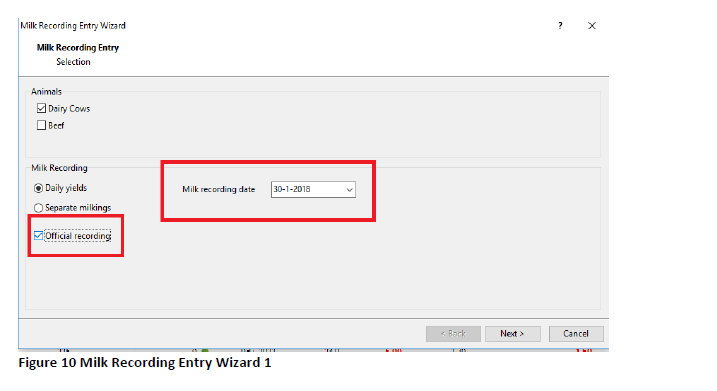 Milk Recording Entry Wizard
?
Milk Recording Entry
Selection
Animals
Dairy Cows
Beef
Milk Recording
Daily yields
Milk recording date
30-1-2018
Separate milkings
Official recording
< Back
Next >
Cancel
Figure 10 Milk Recording Entry Wizard 1